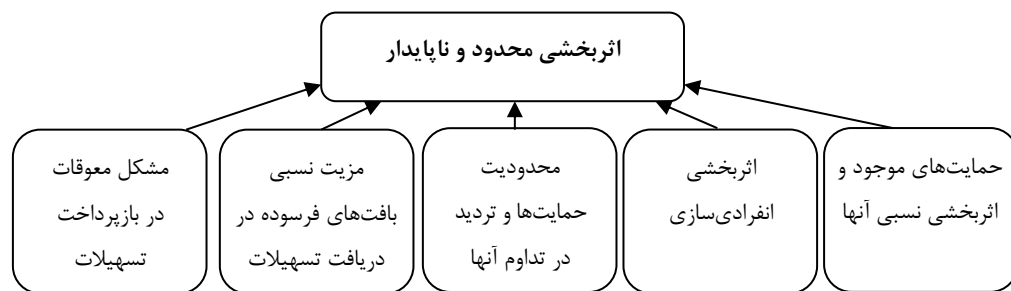 اثربخشی محدود و ناپایدار
حمایت‌های موجود و
اثربخشی نسبی آنها
اثربخشی
انفرادی‌سازی
محدودیت
حمایت‌ها و تردید
در تداوم آنها
مزیت نسبی
بافت‌های فرسوده در
دریافت تسهیلات
مشکل معوقات
در بازپرداخت
تسهیلات